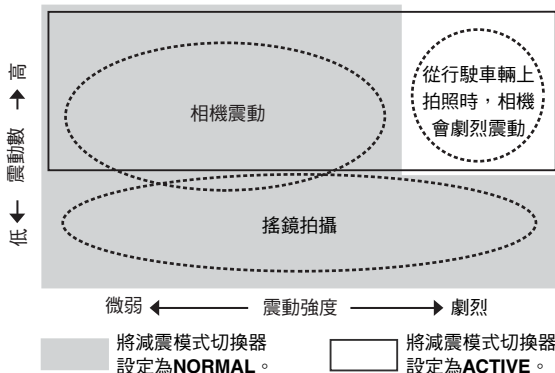 高
震動數
低
相機震動
從行駛車輛上
拍照時，相機
會劇烈震動
搖鏡拍攝
微弱
震動強度
劇烈
將減震模式切換器
設定為NORMAL。
將減震模式切換器
設定為ACTIVE。